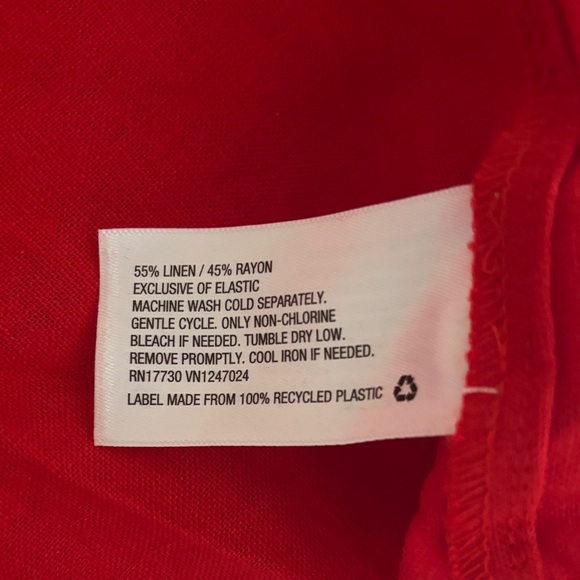 55% LINEN / 45% RAYON
EXCLUSIVE OF ELASTIC
MACHINE WASH COLD SEPARATELY.
GENTLE CYCLE. ONLY NON-CHLORINE
BLEACH IF NEEDED. TUMBLE DRY LOW.
REMOVE PROMPTLY. COOL IRON IF NEEDED.
RN17730 VN1247024
LABEL MADE FROM 100% RECYCLED PLASTIC